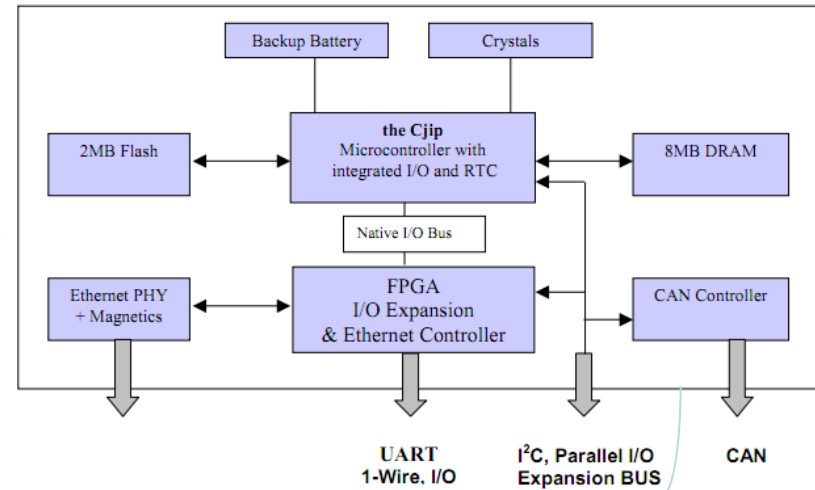 Backup Battery
Crystals
the Cjip
Microcontroller with
integrated I/O and RTC
2MB Flash
8MB DRAM
Native I/O Bus
Ethernet PHY
+ Magnetics
FPGA
I/O Expansion
& Ethernet Controller
CAN Controller
UART
1-Wire, I/O
I²C, Parallel I/O
Expansion BUS
CAN